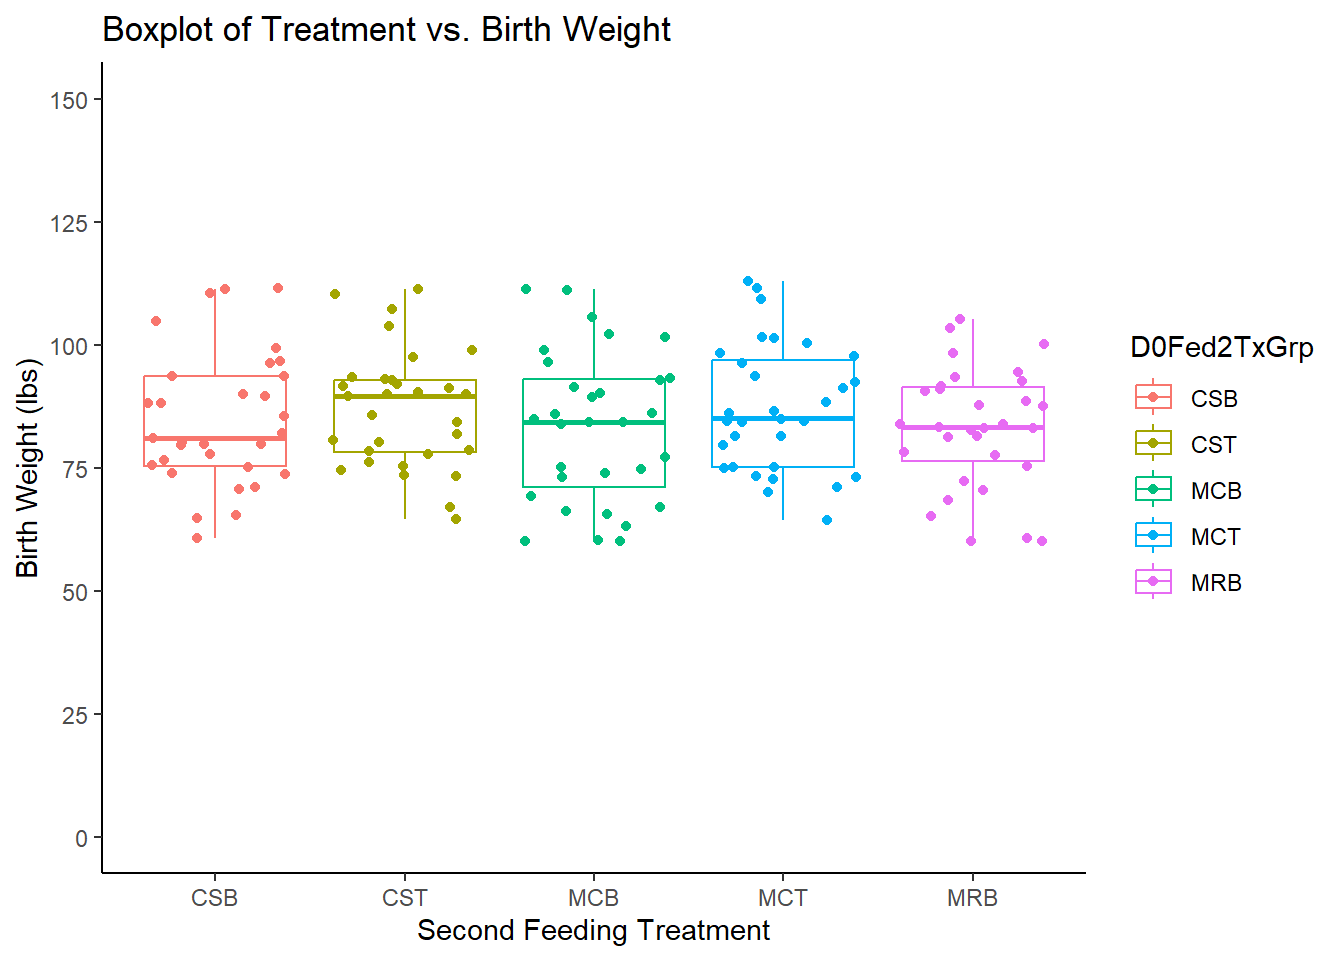 Boxplot of Treatment vs. Birth Weight
150
125
100
75
50
25
0
Birth Weight (lbs)
CSB CST MCB MCT MRB
Second Feeding Treatment
D0Fed2TxGrp
CSB
CST
MCB
MCT
MRB